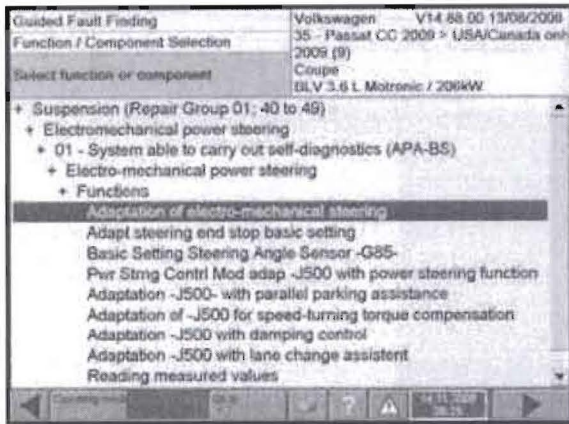 Guided Fault Finding
Function / Component Selection
Select function or component
Volkswagen V14.88.00 13/08/2008
35 - Passat CC 2009 > USA/Canada only
2009 (9)
Coupe
BLV 3.6 L Motronic / 206kW
+ Suspension (Repair Group 01; 40 to 49)
+ Electromechanical power steering
+ 01 - System able to carry out self-diagnostics (APA-BS)
+ Electro-mechanical power steering
+ Functions
Adaptation of electro-mechanical steering
Adapt steering end stop basic setting
Basic Setting Steering Angle Sensor -G85-
Pwr Strng Contrl Mod adap -J500 with power steering function
Adaptation -J500- with parallel parking assistance
Adaptation of -J500 for speed-turning torque compensation
Adaptation -J500 with damping control
Adaptation -J500 with lane change assistent
Reading measured values